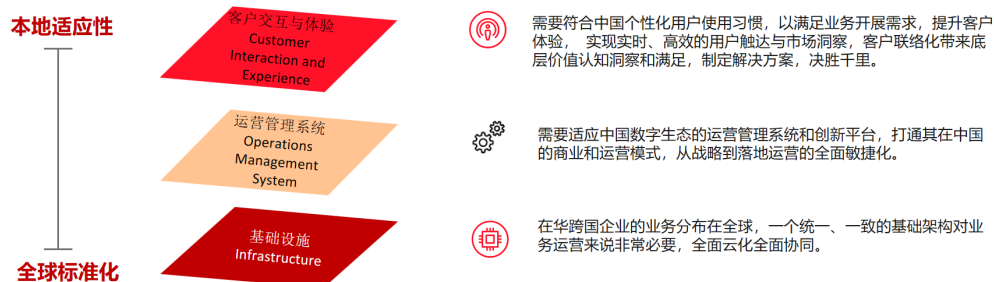 本地适应性
全球标准化
客户交互与体验
Customer
Interaction and
Experience
需要符合中国个性化用户使用习惯，以满足业务开展需求，提升客户
体验， 实现实时、高效的用户触达与市场洞察，客户联络化带来底
层价值认知洞察和满足，制定解决方案，决胜千里。
运营管理系统
Operations
Management
System
需要适应中国数字生态的运营管理系统和创新平台，打通其在中国
的商业和运营模式，从战略到落地运营的全面敏捷化。
基础设施
Infrastructure
在华跨国企业的业务分布在全球，一个统一、一致的基础架构对业
务运营来说非常必要，全面云化全面协同。